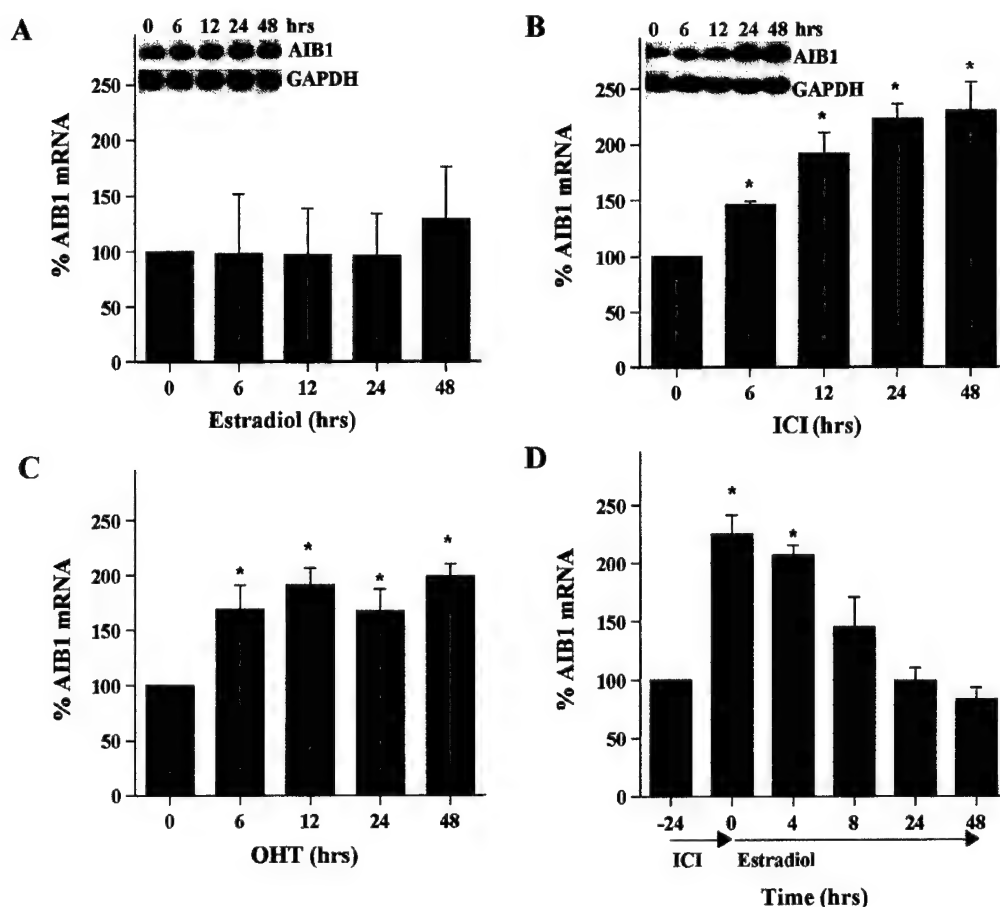 A
0 6 12 24 48 hrs
AIB1
GAPDH
250
200
150
100
50
0
% AIB1 mRNA
0 6 12 24 48
Estradiol (hrs)
B
0 6 12 24 48 hrs
AIB1
GAPDH
* * * *
250
200
150
100
50
0
% AIB1 mRNA
0 6 12 24 48
ICI (hrs)
C
* * * *
250
200
150
100
50
0
% AIB1 mRNA
0 6 12 24 48
OHT (hrs)
D
* *
250
200
150
100
50
0
% AIB1 mRNA
-24 0 4 8 24 48
ICI Estradiol
Time (hrs)